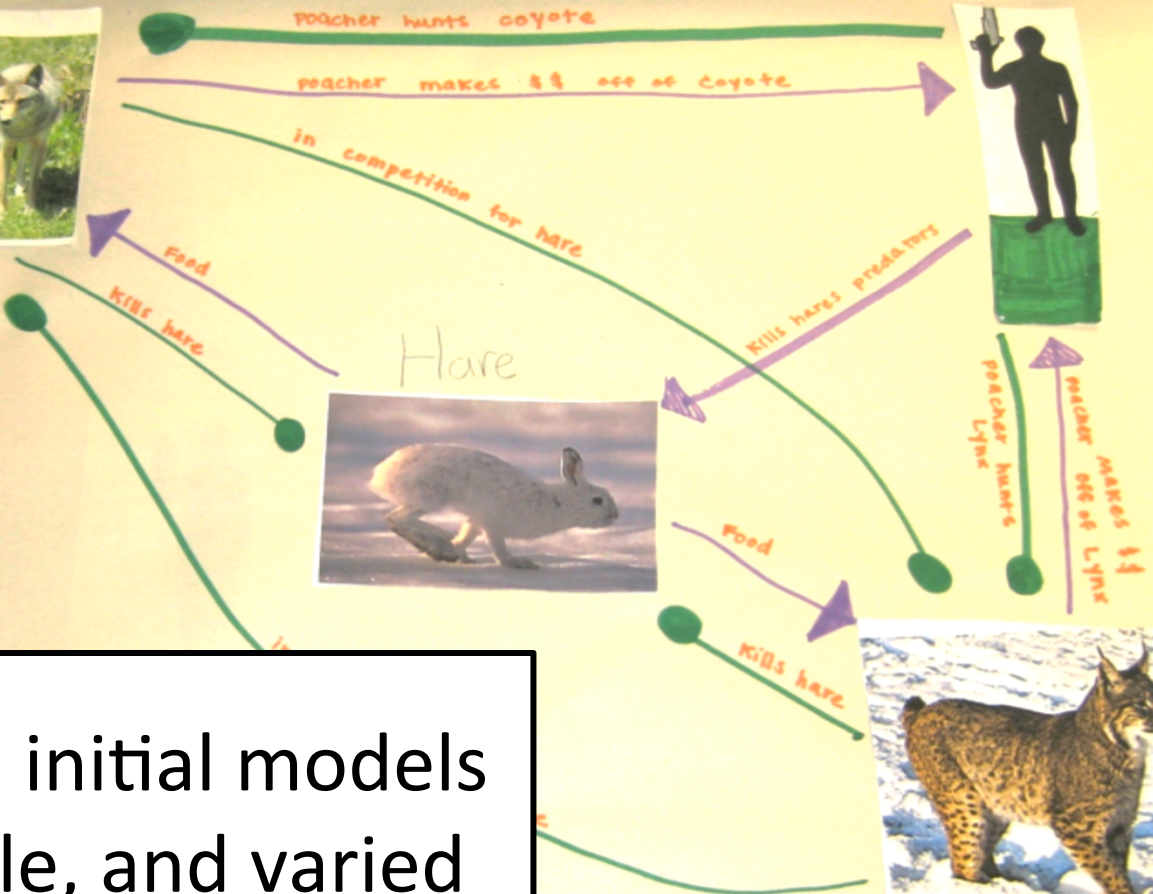 poacher hunts coyote
poacher makes $$ off of coyote
in competition for hare
Food
kills hare
kills hares predators
Hare
poacher hunts
Lynx
poacher makes $$
off of Lynx
Food
kills hare
initial models
le, and varied